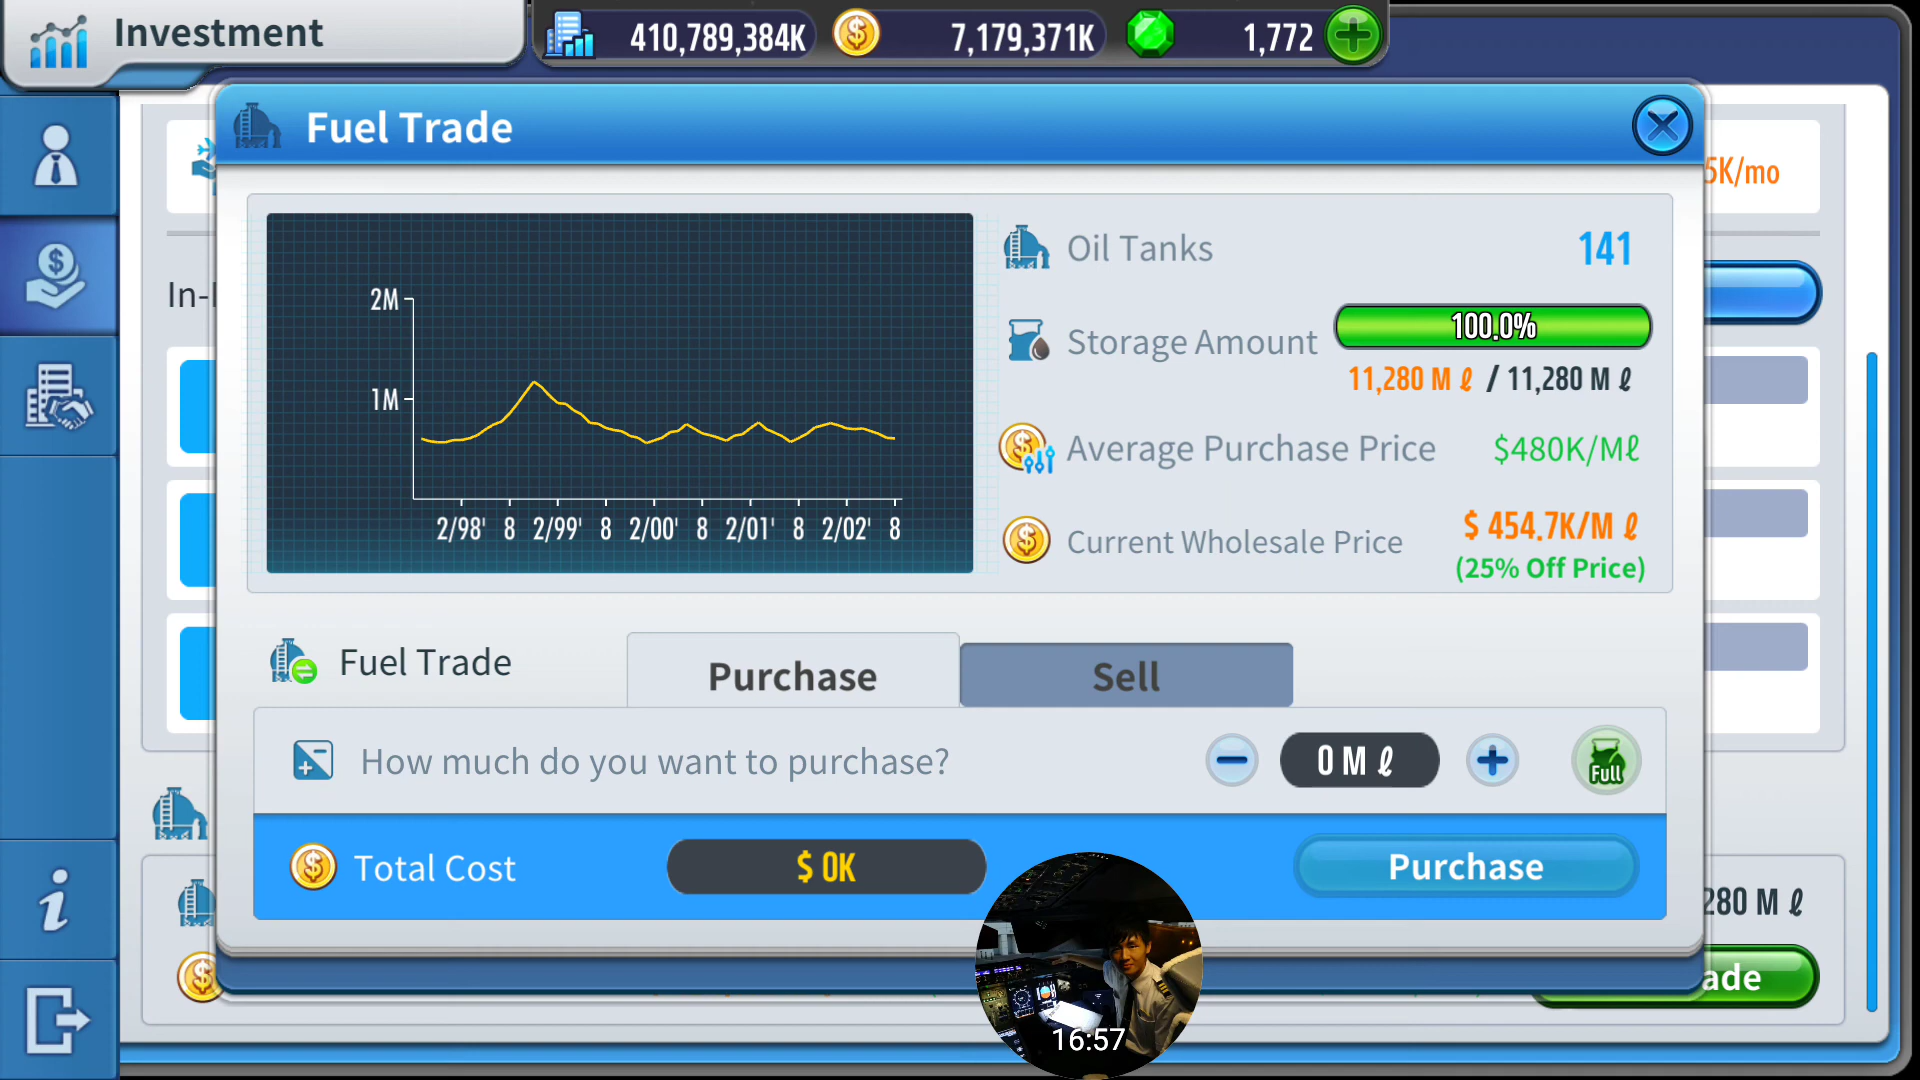 Investment
410,789,384K
7,179,371K
1,772
Fuel Trade
5K/mo
In-
2M
1M
2/98' 8 2/99' 8 2/00' 8 2/01' 8 2/02' 8
Oil Tanks 141
Storage Amount 100.0%
11,280 M ℓ / 11,280 M ℓ
Average Purchase Price $480K/Mℓ
Current Wholesale Price $ 454.7K/M ℓ
(25% Off Price)
Fuel Trade
Purchase
Sell
How much do you want to purchase?
0 M ℓ
Full
Total Cost
$ 0K
Purchase
280 M ℓ
ade
16:57